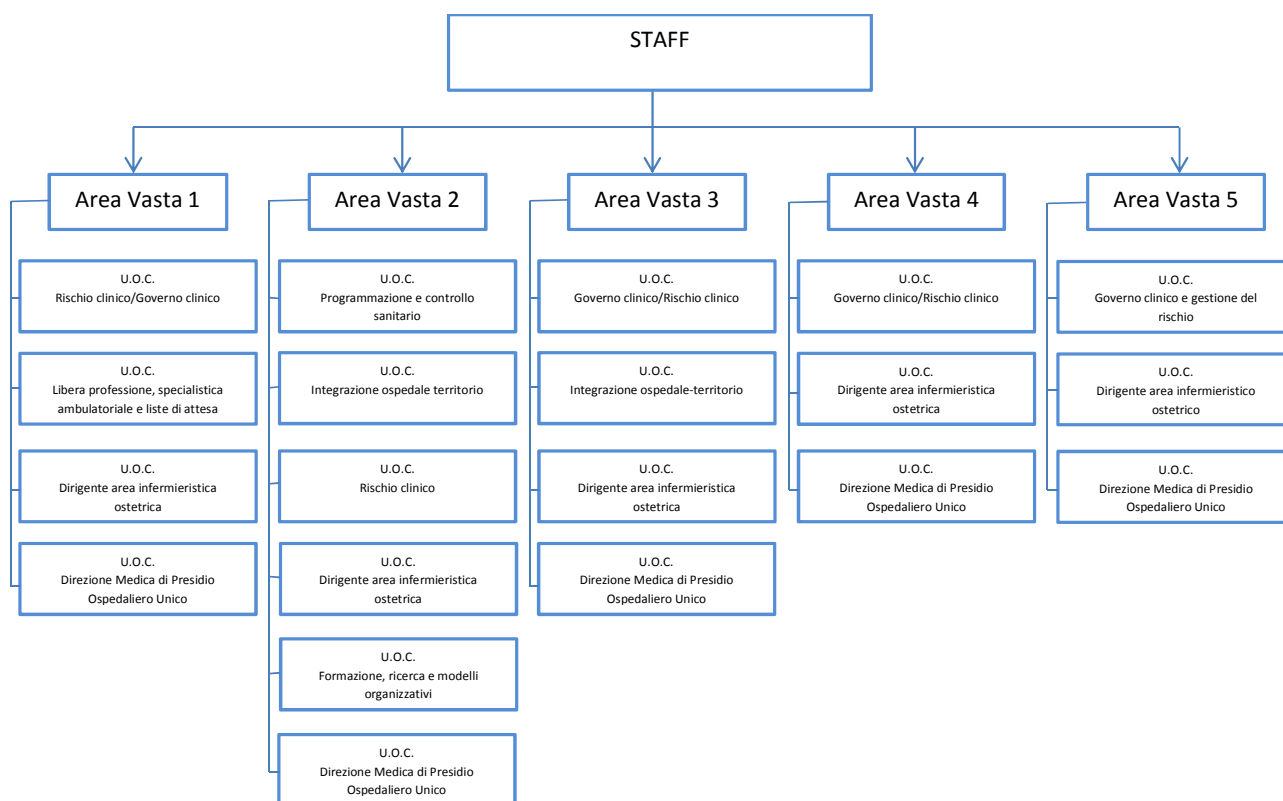 STAFF
Area Vasta 1
Area Vasta 2
Area Vasta 3
Area Vasta 4
Area Vasta 5
U.O.C.
Rischio clinico/Governo clinico
U.O.C.
Libera professione, specialistica
ambulatoriale e liste di attesa
U.O.C.
Dirigente area infermieristica
ostetrica
U.O.C.
Direzione Medica di Presidio
Ospedaliero Unico
U.O.C.
Programmazione e controllo
sanitario
U.O.C.
Integrazione ospedale territorio
U.O.C.
Rischio clinico
U.O.C.
Dirigente area infermieristica
ostetrica
U.O.C.
Formazione, ricerca e modelli
organizzativi
U.O.C.
Direzione Medica di Presidio
Ospedaliero Unico
U.O.C.
Governo clinico/Rischio clinico
U.O.C.
Integrazione ospedale-territorio
U.O.C.
Dirigente area infermieristica
ostetrica
U.O.C.
Direzione Medica di Presidio
Ospedaliero Unico
U.O.C.
Governo clinico/Rischio clinico
U.O.C.
Dirigente area infermieristica
ostetrica
U.O.C.
Direzione Medica di Presidio
Ospedaliero Unico
U.O.C.
Governo clinico e gestione del
rischio
U.O.C.
Dirigente area infermieristico
ostetrico
U.O.C.
Direzione Medica di Presidio
Ospedaliero Unico